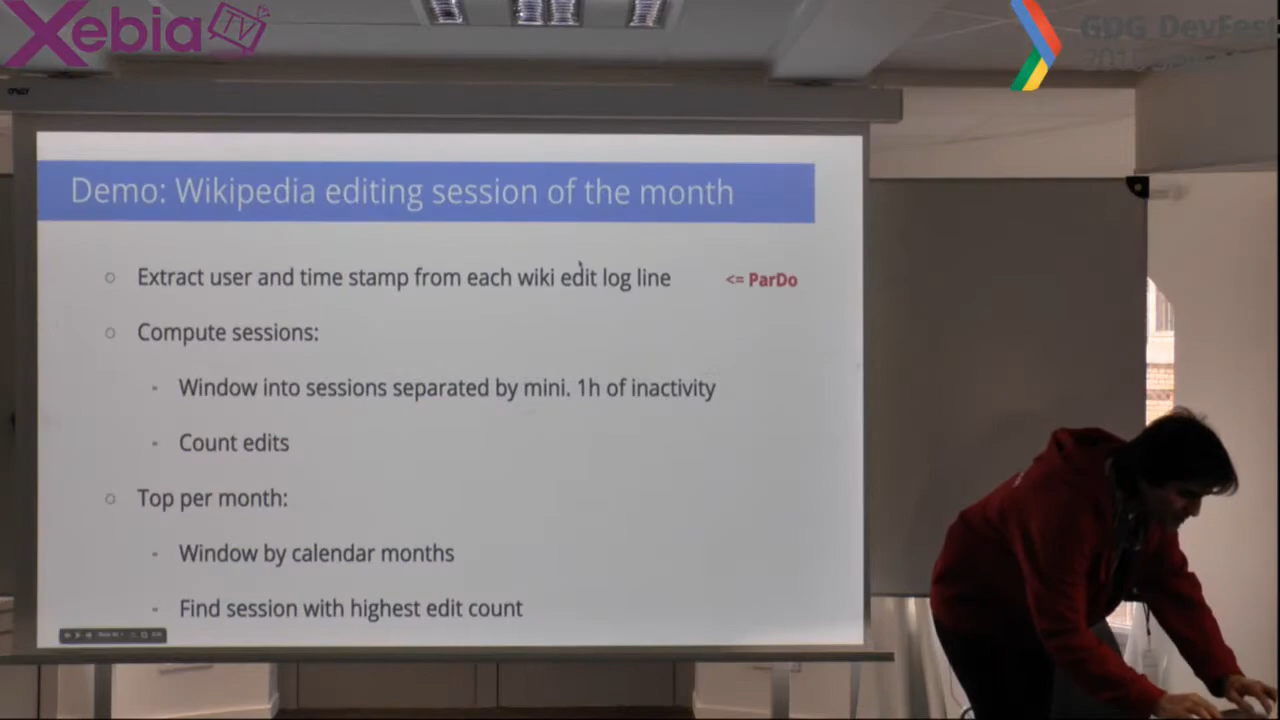 Xebia TV
GDG DevFest
Demo: Wikipedia editing session of the month
Extract user and time stamp from each wiki edit log line <= ParDo
Compute sessions:
Window into sessions separated by mini. 1h of inactivity
Count edits
Top per month:
Window by calendar months
Find session with highest edit count